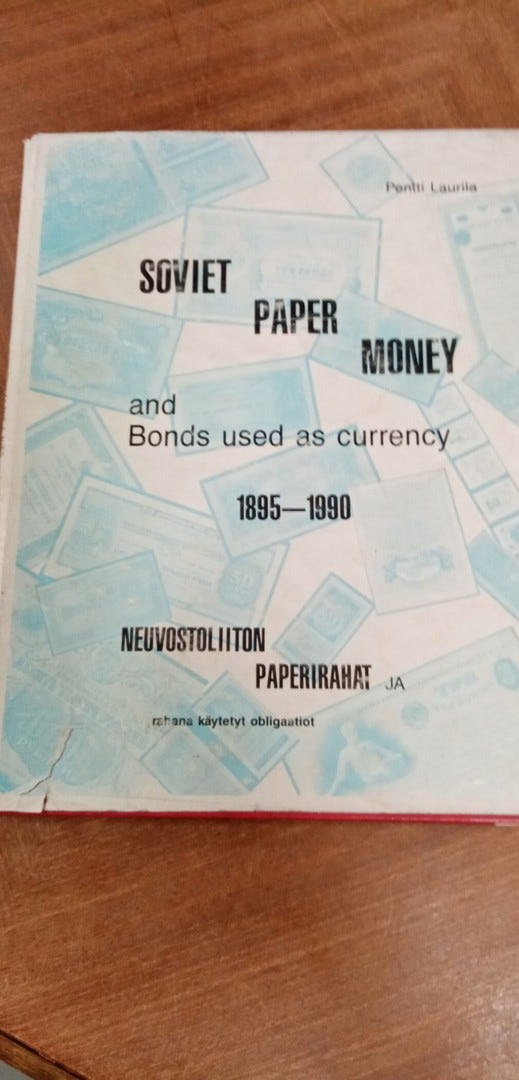 Pentti Laurila
SOVIET
PAPER
MONEY
and
Bonds used as currency
1895—1990
NEUVOSTOLIITON
PAPERIRAHAT JA
rahana käytetyt obligaatiot